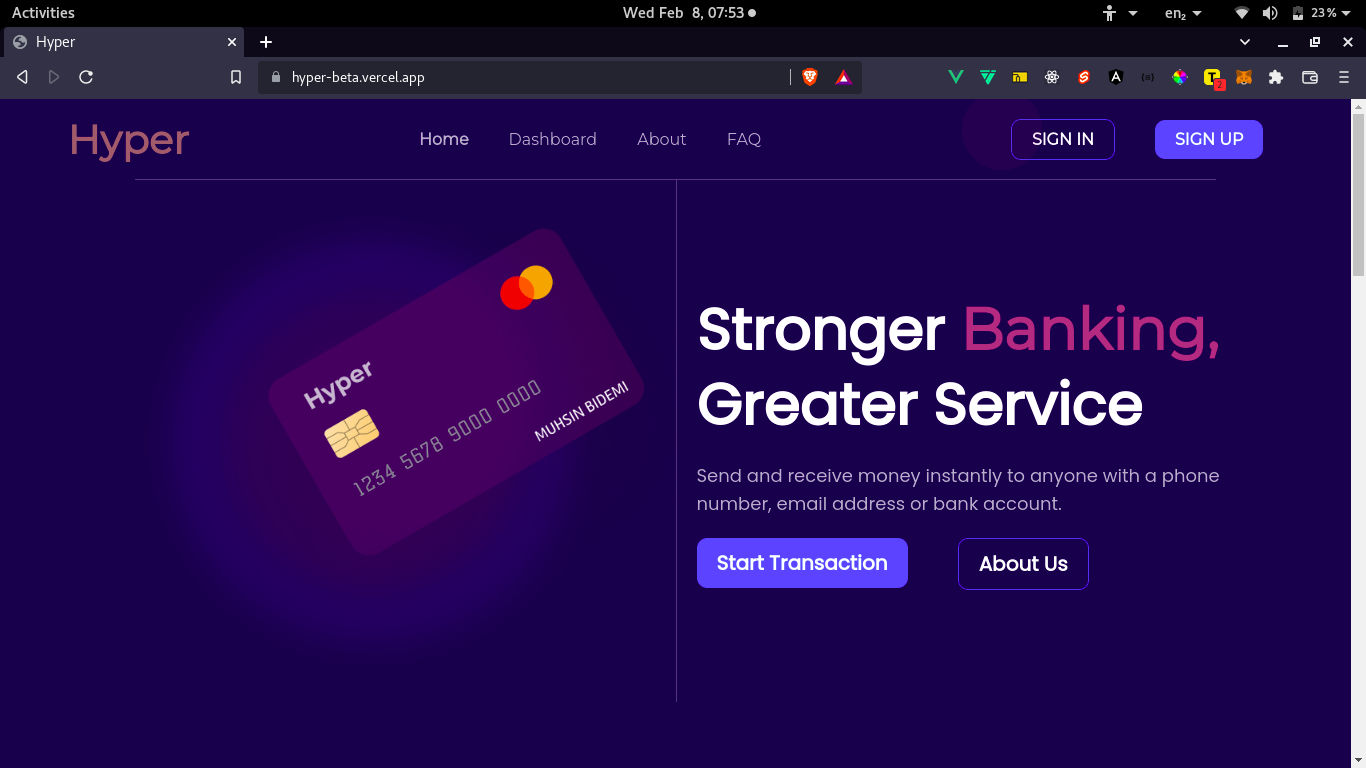 Activities
Wed Feb 8, 07:53
en₂
23%
Hyper
hyper-beta.vercel.app
2
Hyper
Home
Dashboard
About
FAQ
SIGN IN
SIGN UP
Hyper
1234 5678 9000 0000
MUHSIN BIDEMI
Stronger Banking,
Greater Service
Send and receive money instantly to anyone with a phone
number, email address or bank account.
Start Transaction
About Us